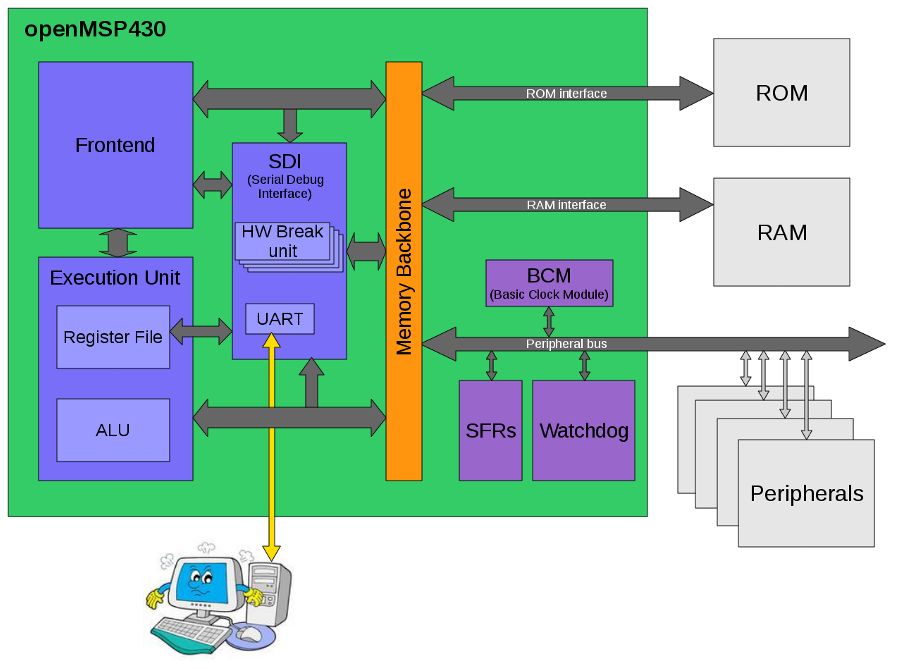 openMSP430
Frontend
SDI
(Serial Debug
Interface)
HW Break
unit
UART
Execution Unit
Register File
ALU
Memory Backbone
ROM interface
ROM
RAM interface
RAM
BCM
(Basic Clock Module)
Peripheral bus
SFRs
Watchdog
Peripherals